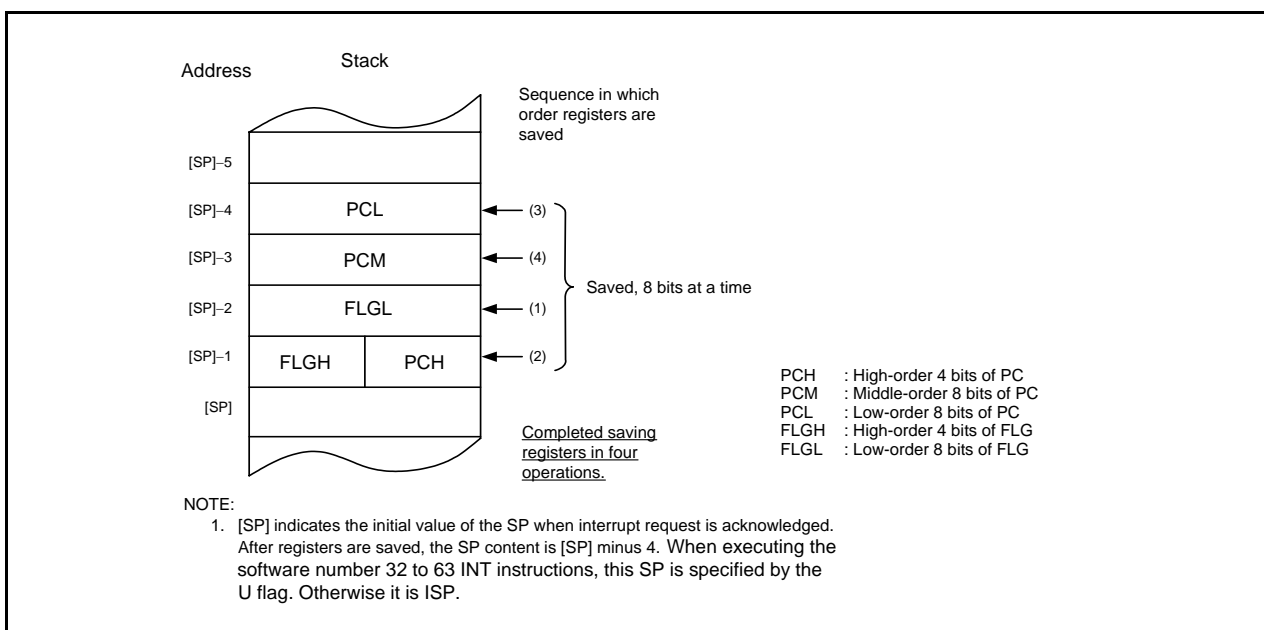 Address
Stack
Sequence in which
order registers are
saved
[SP]−5
[SP]−4
PCL
(3)
[SP]−3
PCM
(4)
Saved, 8 bits at a time
[SP]−2
FLGL
(1)
[SP]−1
FLGH
PCH
(2)
[SP]
PCH : High-order 4 bits of PC
PCM : Middle-order 8 bits of PC
PCL : Low-order 8 bits of PC
FLGH : High-order 4 bits of FLG
FLGL : Low-order 8 bits of FLG
Completed saving
registers in four
operations.
NOTE:
1. [SP] indicates the initial value of the SP when interrupt request is acknowledged.
After registers are saved, the SP content is [SP] minus 4. When executing the
software number 32 to 63 INT instructions, this SP is specified by the
U flag. Otherwise it is ISP.